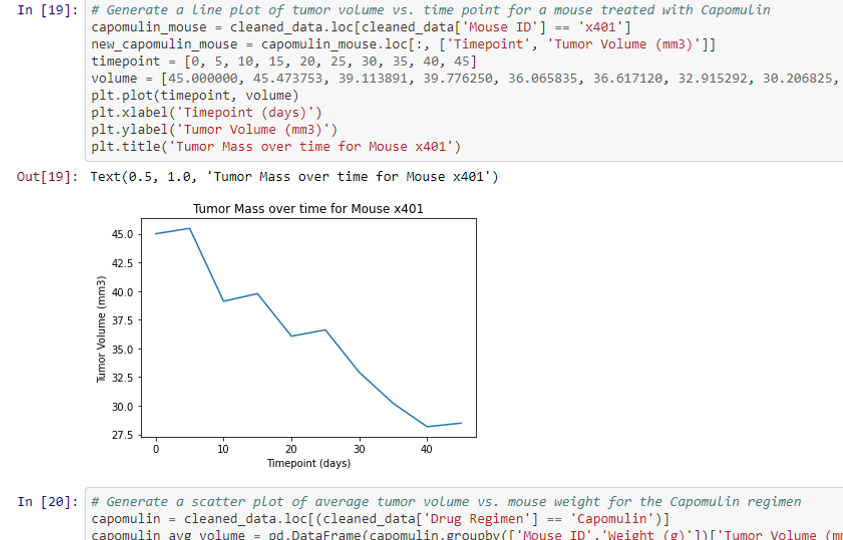 In [19]: # Generate a line plot of tumor volume vs. time point for a mouse treated with Capomulin
capomulin_mouse = cleaned_data.loc[cleaned_data['Mouse ID'] == 'x401']
new_capomulin_mouse = capomulin_mouse.loc[:, ['Timepoint', 'Tumor Volume (mm3)']]
timepoint = [0, 5, 10, 15, 20, 25, 30, 35, 40, 45]
volume = [45.000000, 45.473753, 39.113891, 39.776250, 36.065835, 36.617120, 32.915292, 30.206825,
plt.plot(timepoint, volume)
plt.xlabel('Timepoint (days)')
plt.ylabel('Tumor Volume (mm3)')
plt.title('Tumor Mass over time for Mouse x401')
Out[19]: Text(0.5, 1.0, 'Tumor Mass over time for Mouse x401')
Tumor Mass over time for Mouse x401
Tumor Volume (mm3)
45.0
42.5
40.0
37.5
35.0
32.5
30.0
27.5
0 10 20 30 40
Timepoint (days)
In [20]: # Generate a scatter plot of average tumor volume vs. mouse weight for the Capomulin regimen
capomulin = cleaned_data.loc[(cleaned_data['Drug Regimen'] == 'Capomulin')]
capomulin_avg_volume = pd.DataFrame(capomulin.groupby(['Mouse ID','Weight (g)'])['Tumor Volume (mm